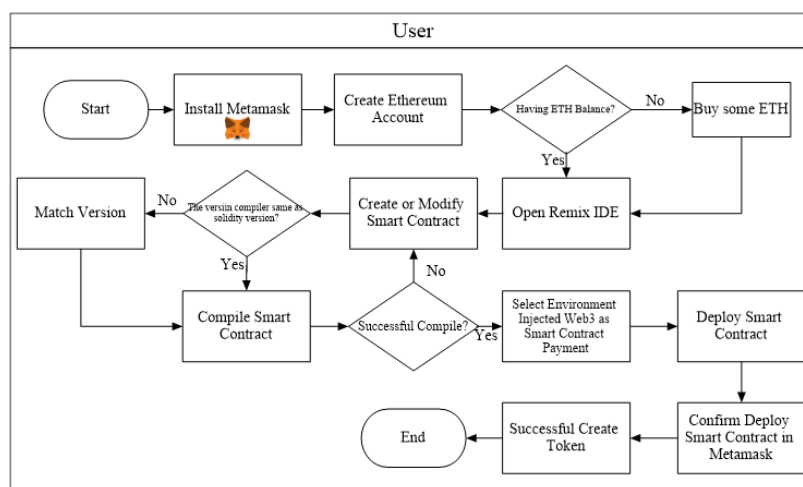 User
Start
Install Metamask
Create Ethereum
Account
Having ETH Balance?
No
Buy some ETH
Yes
Match Version
No
The versiin compiler same as
solidity version?
Create or Modify
Smart Contract
Open Remix IDE
Yes
No
Compile Smart
Contract
Successful Compile?
Yes
Select Environment
Injected Web3 as
Smart Contract
Payment
Deploy Smart
Contract
End
Successful Create
Token
Confirm Deploy
Smart Contract in
Metamask